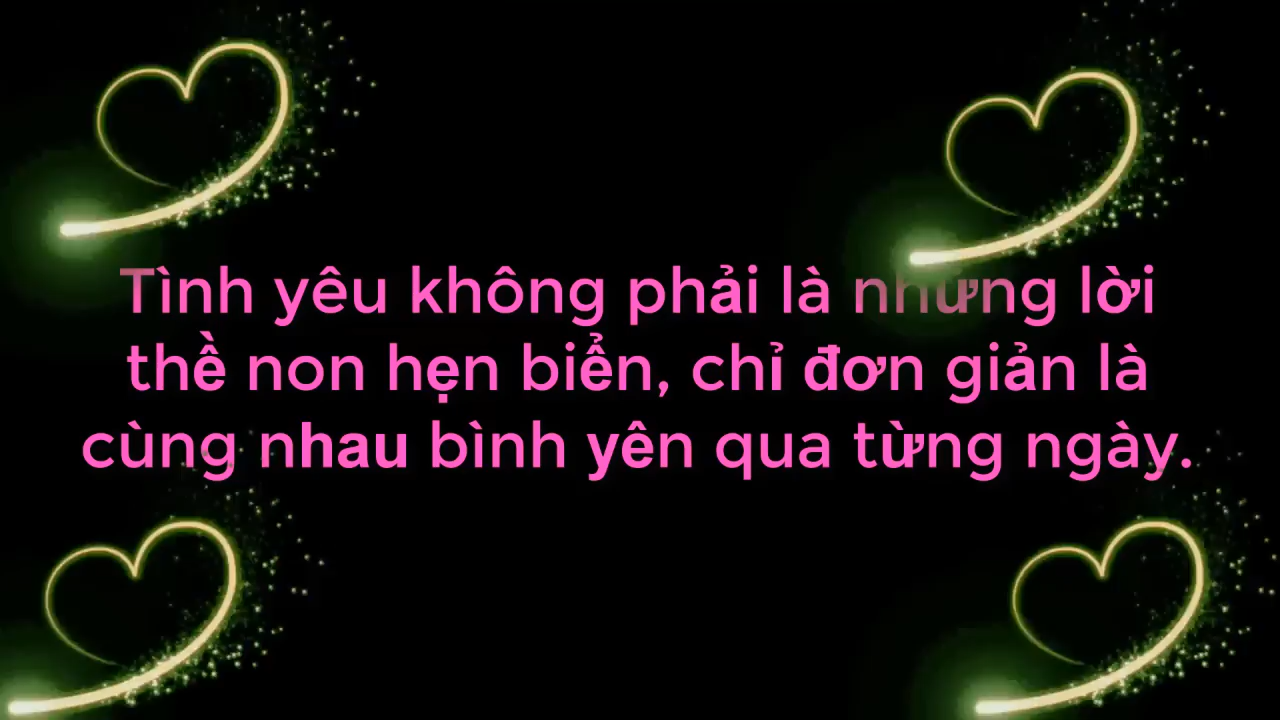 Tình yêu không phải là những lời
thề non hẹn biển, chỉ đơn giản là
cùng nhau bình yên qua từng ngày.